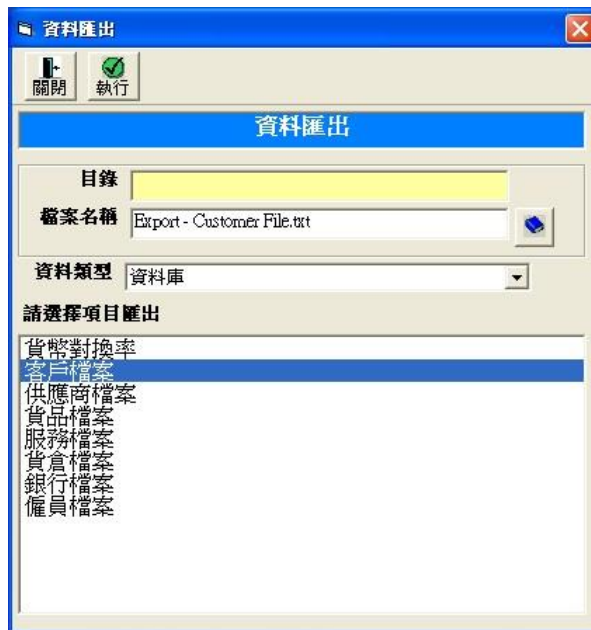 資料匯出
關閉 執行
資料匯出
目錄
檔案名稱 Export - Customer File.txt
資料類型 資料庫
請選擇項目匯出
貨幣對換率
客戶檔案
供應商檔案
貨品檔案
服務檔案
貨倉檔案
銀行檔案
僱員檔案